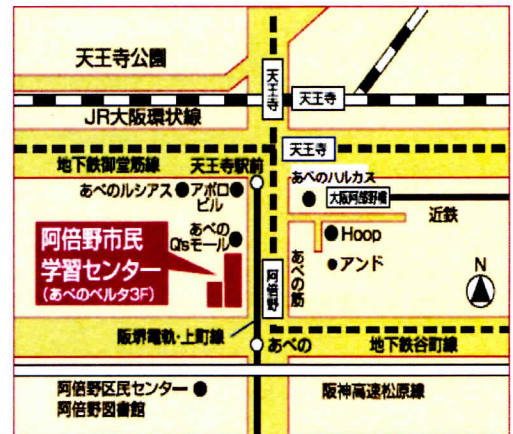 天王寺公園
天王寺
天王寺
JR大阪環状線
天王寺
地下鉄御堂筋線
天王寺駅前
あべのルシアス
アポロ
ビル
あべのハルカス
大阪阿部野橋
近鉄
あべの
Q'sモール
Hoop
アンド
あべの筋
阿倍野
N
阿倍野市民
学習センター
(あべのベルタ3F)
阪堺電軌・上町線
あべの
地下鉄谷町線
阿倍野区民センター
阿倍野図書館
阪神高速松原線